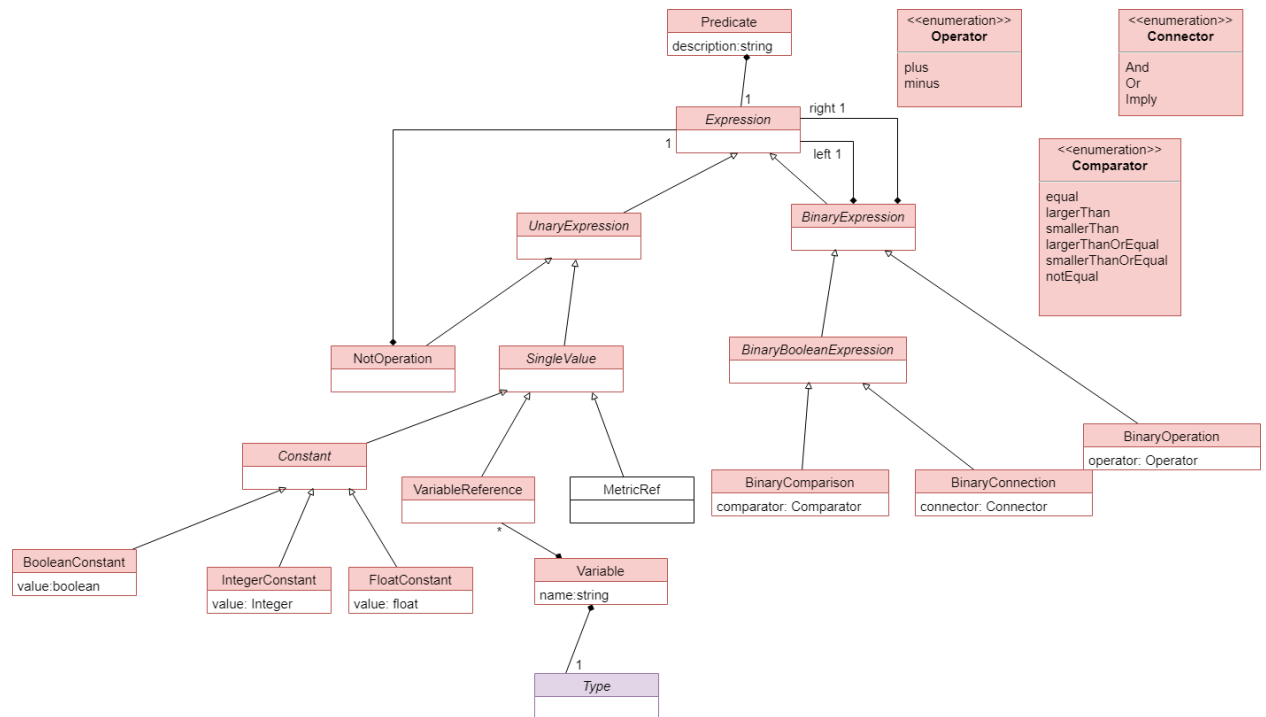 Predicate
description:string
<<enumeration>>
Operator
plus
minus
<<enumeration>>
Connector
And
Or
Imply
1
Expression
right 1
1
left 1
<<enumeration>>
Comparator
equal
largerThan
smallerThan
largerThanOrEqual
smallerThanOrEqual
notEqual
UnaryExpression
BinaryExpression
NotOperation
SingleValue
BinaryBooleanExpression
BinaryOperation
operator: Operator
Constant
VariableReference
*
MetricRef
BinaryComparison
comparator: Comparator
BinaryConnection
connector: Connector
BooleanConstant
value:boolean
IntegerConstant
value: Integer
FloatConstant
value: float
Variable
name:string
1
Type